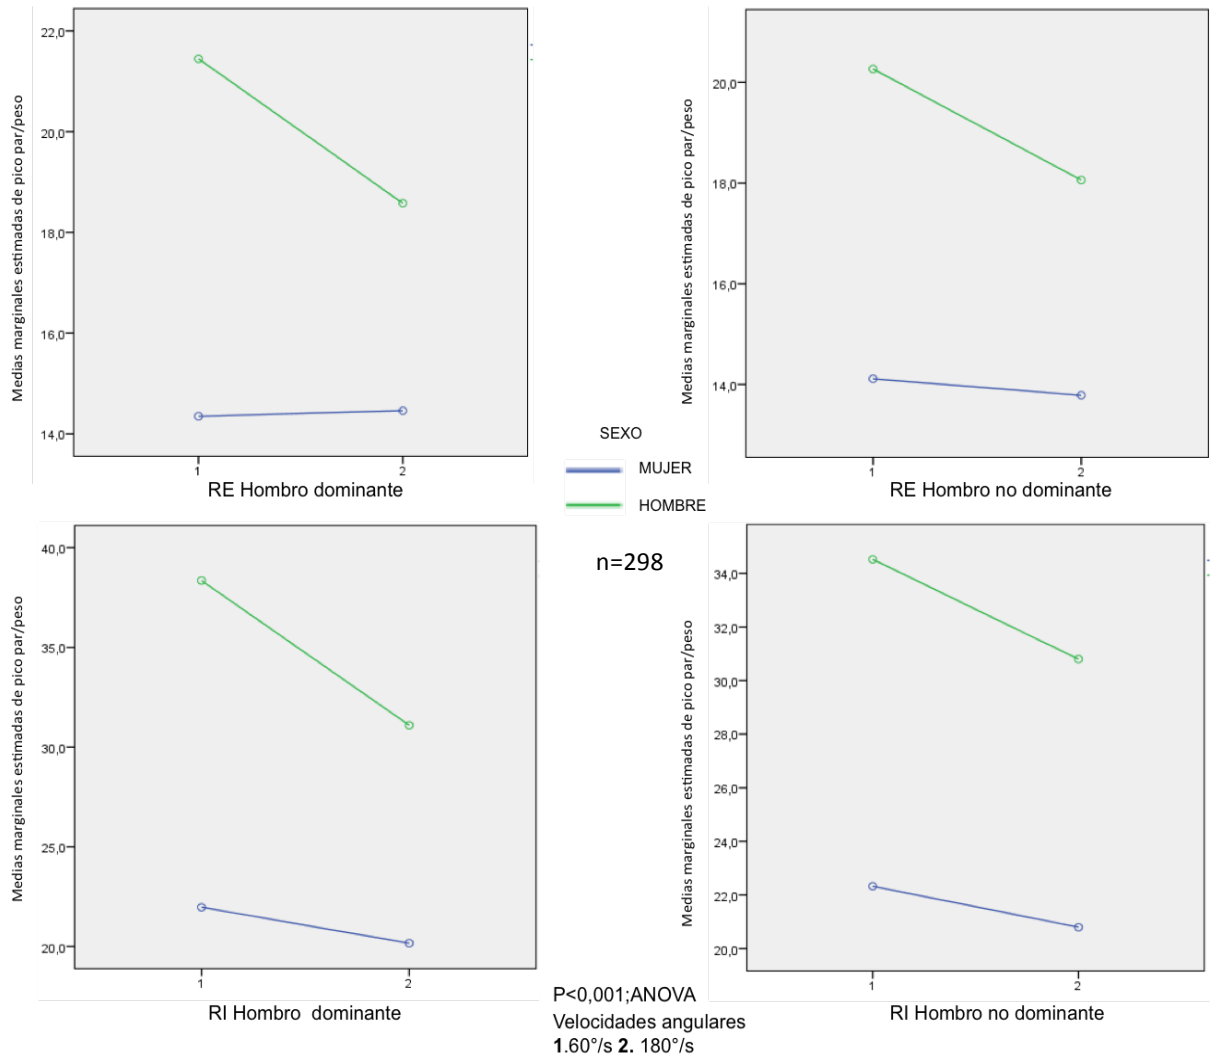 Medias marginales estimadas de pico par/peso
22,0
20,0
18,0
16,0
14,0
1 2
RE Hombro dominante
Medias marginales estimadas de pico par/peso
20,0
18,0
16,0
14,0
1 2
RE Hombro no dominante
SEXO
MUJER
HOMBRE
n=298
Medias marginales estimadas de pico par/peso
40,0
35,0
30,0
25,0
20,0
1 2
RI Hombro dominante
Medias marginales estimadas de pico par/peso
34,0
32,0
30,0
28,0
26,0
24,0
22,0
20,0
1 2
RI Hombro no dominante
P<0,001;ANOVA
Velocidades angulares
1.60°/s 2. 180°/s